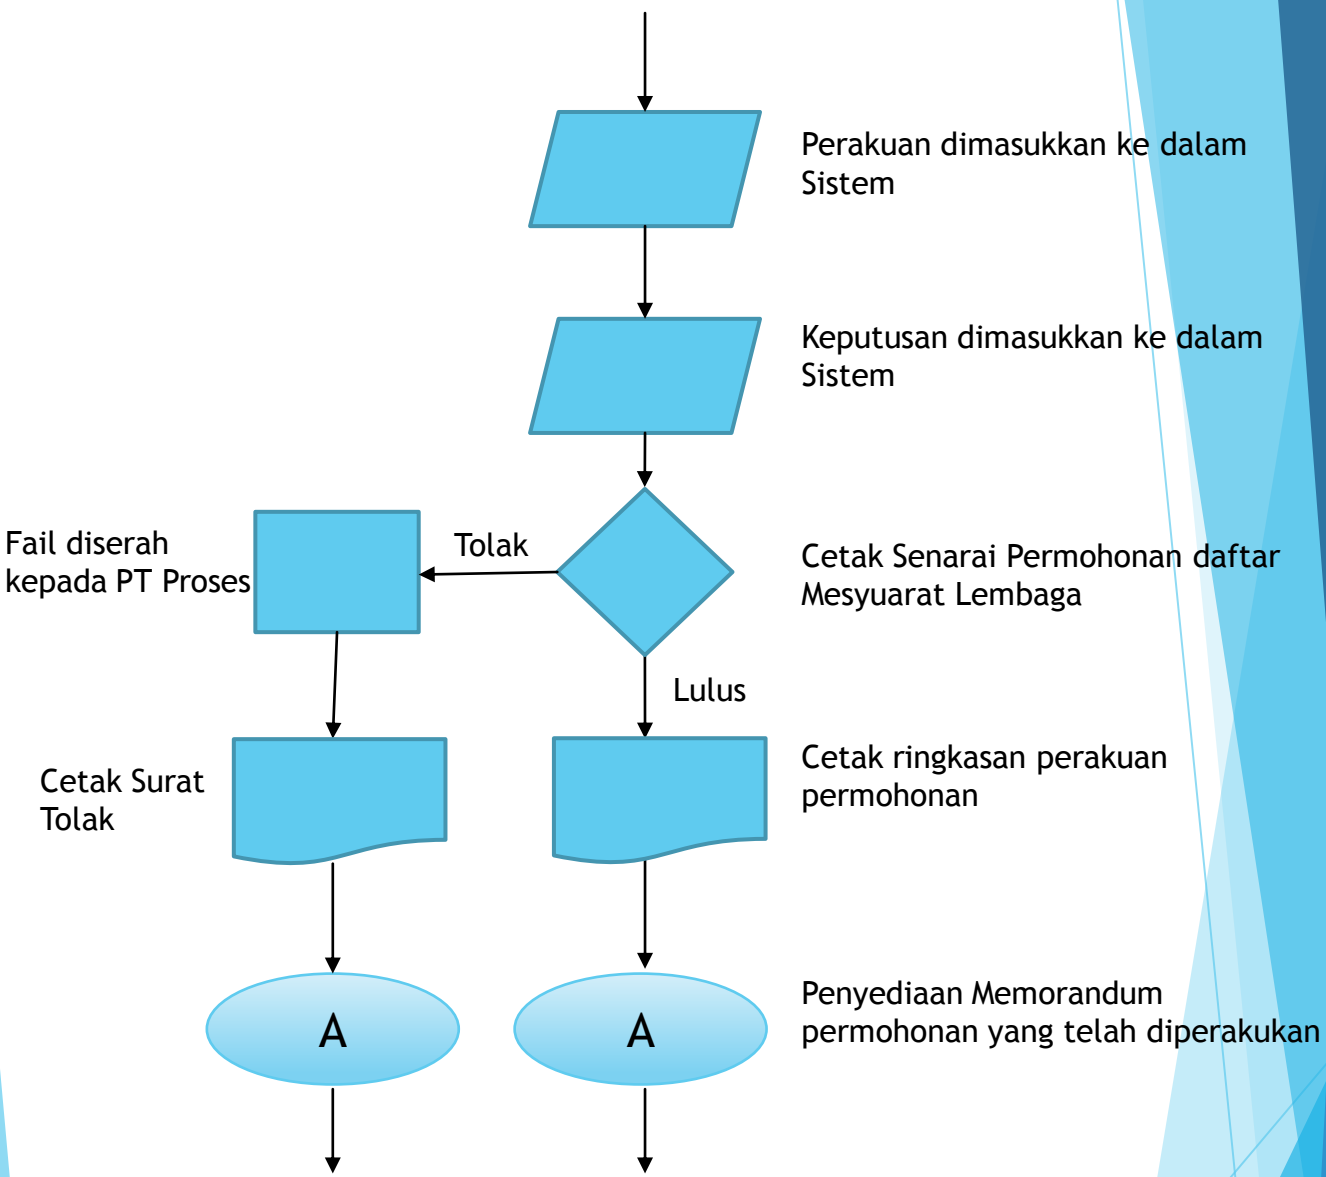 Perakuan dimasukkan ke dalam
Sistem
Keputusan dimasukkan ke dalam
Sistem
Fail diserah
kepada PT Proses
Tolak
Cetak Senarai Permohonan daftar
Mesyuarat Lembaga
Lulus
Cetak Surat
Tolak
Cetak ringkasan perakuan
permohonan
A
A
Penyediaan Memorandum
permohonan yang telah diperakukan